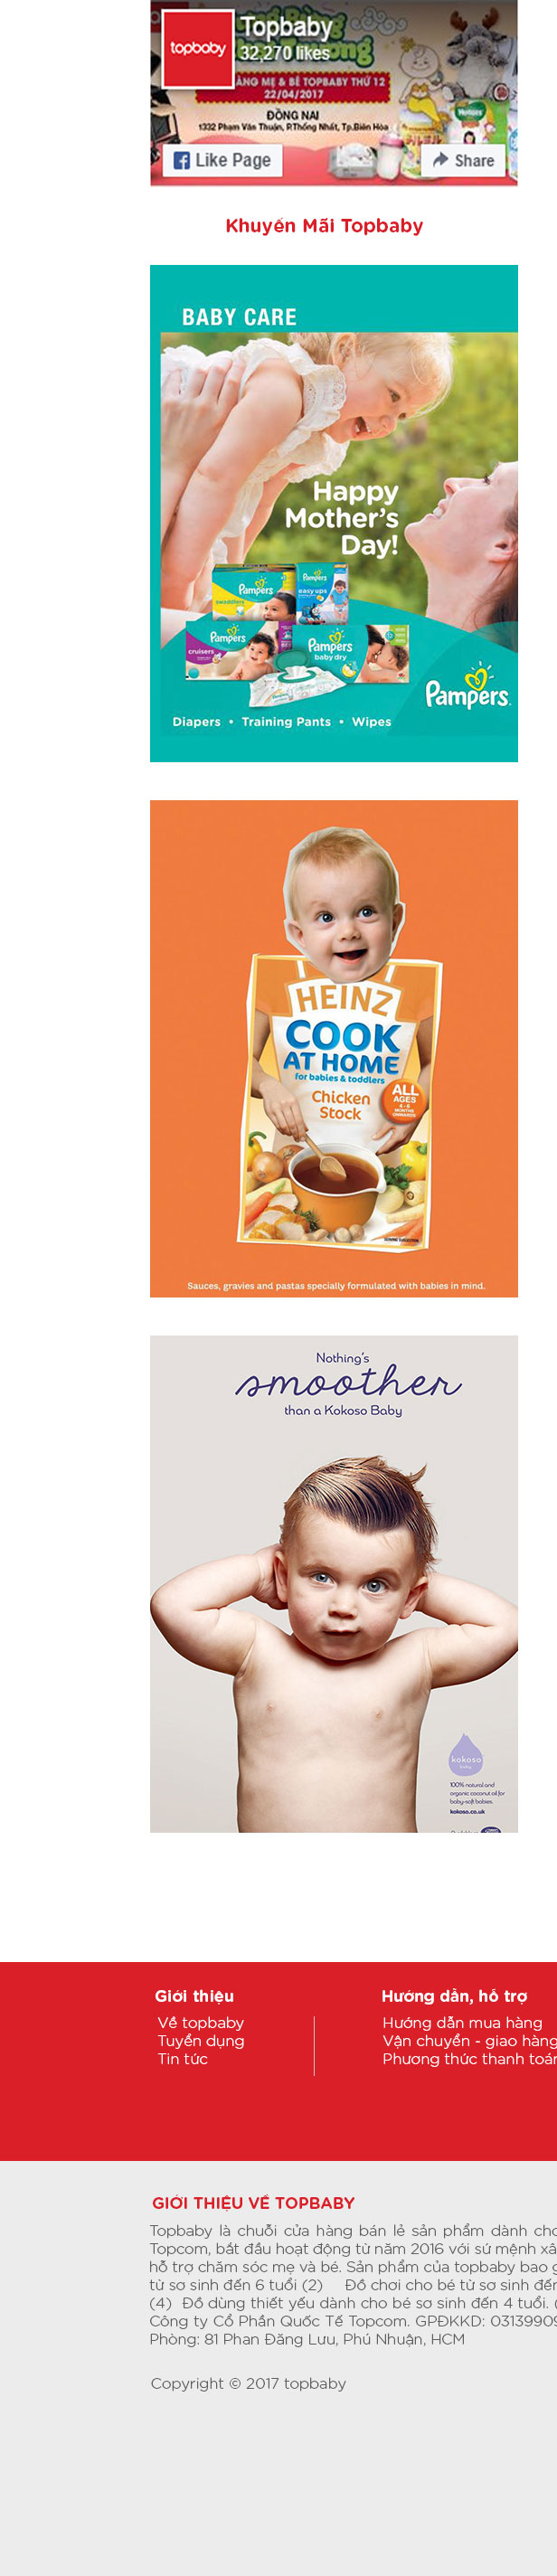 Topbaby
32,270 likes
topbaby
ÀNG MẸ & BÉ TOPBABY THỨ 12
22/04/2017
ĐỒNG NAI
1332 Phạm Văn Thuận, P.Thống Nhất, Tp.Biên Hòa
Like Page
Share
Khuyến Mãi Topbaby
BABY CARE
Happy
Mother's
Day!
Pampers
swaddlers
Pampers
easy ups
Pampers
cruisers
Pampers
baby dry
Pampers
Diapers • Training Pants • Wipes
HEINZ
COOK
AT HOME
for babies & toddlers
Chicken
Stock
ALL
AGES
4-6
MONTHS
ONWARDS
Sauces, gravies and pastas specially formulated with babies in mind.
Nothing's
smoother
than a Kokoso Baby
kokoso
baby
100% natural and
organic coconut oil for
baby-soft babies.
kokoso.co.uk
Giới thiệu
Về topbaby
Tuyển dụng
Tin tức
Hướng dẫn, hỗ trợ
Hướng dẫn mua hàng
Vận chuyển - giao hàng
Phương thức thanh toán
GIỚI THIỆU VỀ TOPBABY
Topbaby là chuỗi cửa hàng bán lẻ sản phẩm dành cho
Topcom, bắt đầu hoạt động từ năm 2016 với sứ mệnh xâ
hỗ trợ chăm sóc mẹ và bé. Sản phẩm của topbaby bao g
từ sơ sinh đến 6 tuổi (2) Đồ chơi cho bé từ sơ sinh đến
(4) Đồ dùng thiết yếu dành cho bé sơ sinh đến 4 tuổi. (
Công ty Cổ Phần Quốc Tế Topcom. GPĐKKD: 03139909
Phòng: 81 Phan Đăng Lưu, Phú Nhuận, HCM
Copyright © 2017 topbaby